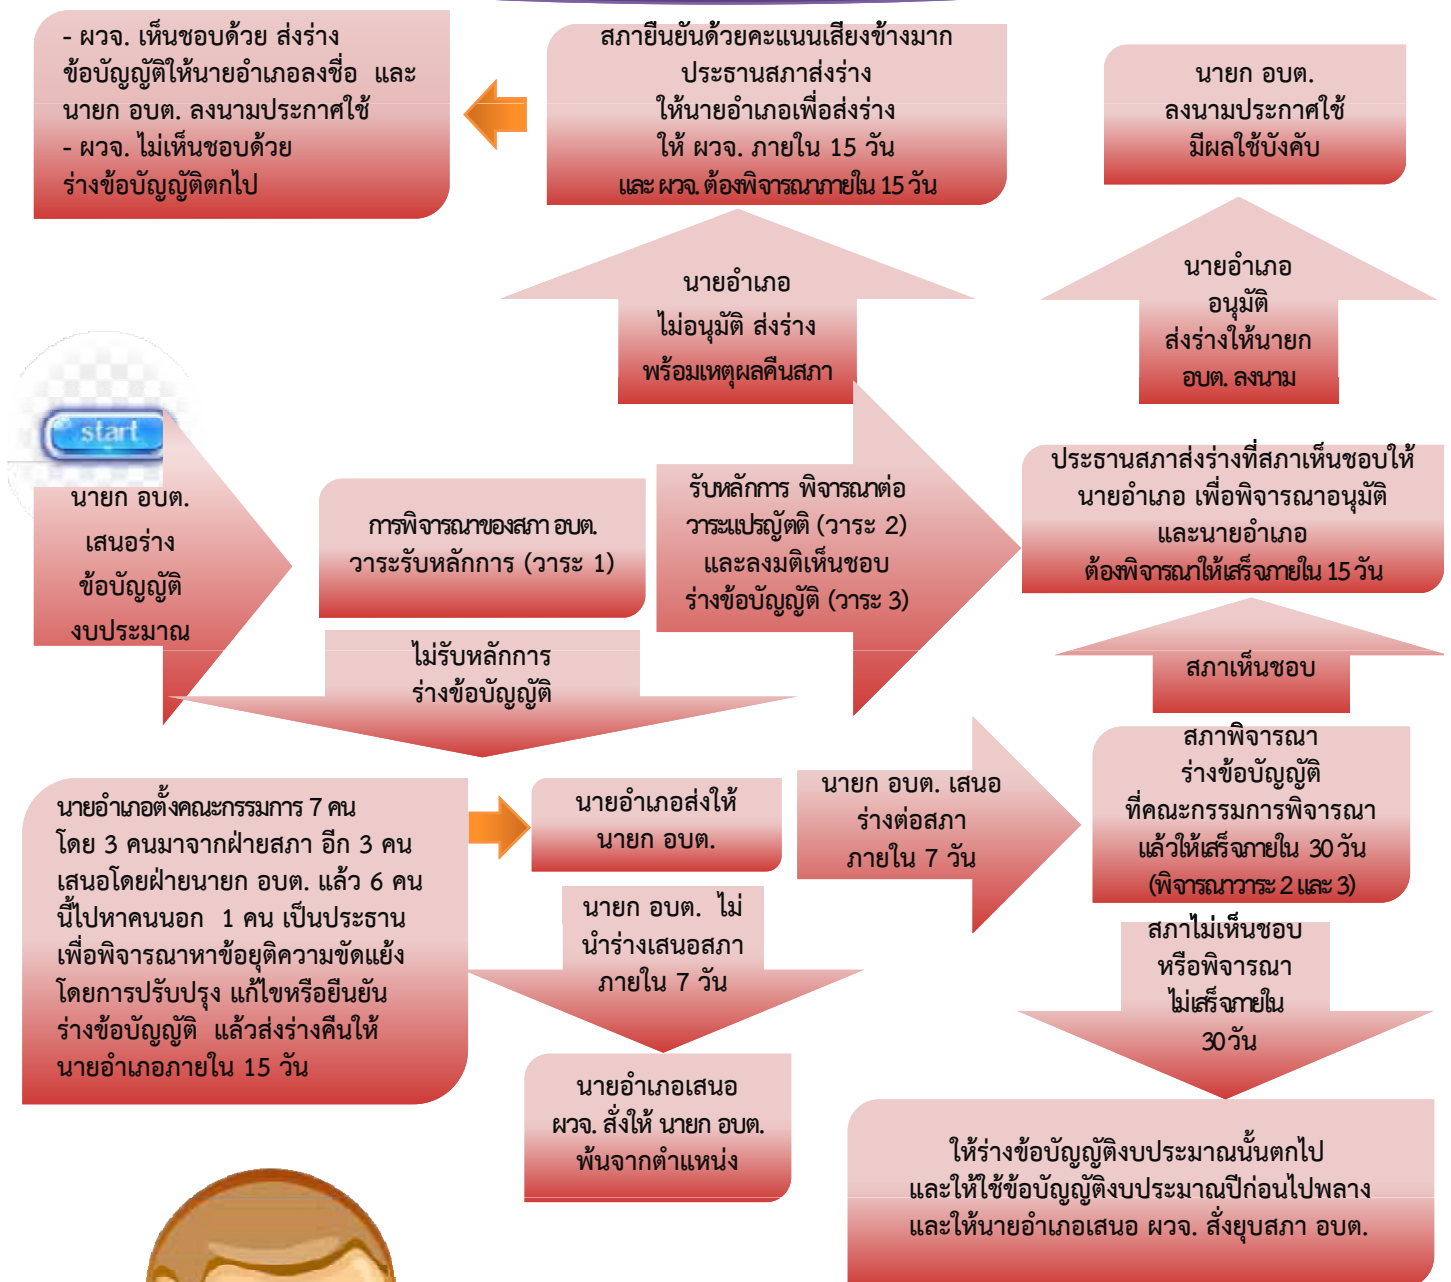 - ผวจ. เห็นชอบด้วย ส่งร่าง
ข้อบัญญัติให้นายอำเภอลงชื่อ และ
นายก อบต. ลงนามประกาศใช้
- ผวจ. ไม่เห็นชอบด้วย
ร่างข้อบัญญัติตกไป
สภายืนยันด้วยคะแนนเสียงข้างมาก
ประธานสภาส่งร่าง
ให้นายอำเภอเพื่อส่งร่าง
ให้ ผวจ. ภายใน 15 วัน
และ ผวจ. ต้องพิจารณาภายใน 15 วัน
นายก อบต.
ลงนามประกาศใช้
มีผลใช้บังคับ
นายอำเภอ
ไม่อนุมัติ ส่งร่าง
พร้อมเหตุผลคืนสภา
นายอำเภอ
อนุมัติ
ส่งร่างให้นายก
อบต. ลงนาม
start
นายก อบต.
เสนอร่าง
ข้อบัญญัติ
งบประมาณ
การพิจารณาของสภา อบต.
วาระรับหลักการ (วาระ 1)
รับหลักการ พิจารณาต่อ
วาระแปรญัตติ (วาระ 2)
และลงมติเห็นชอบ
ร่างข้อบัญญัติ (วาระ 3)
ประธานสภาส่งร่างที่สภาเห็นชอบให้
นายอำเภอ เพื่อพิจารณาอนุมัติ
และนายอำเภอ
ต้องพิจารณาให้เสร็จภายใน 15 วัน
ไม่รับหลักการ
ร่างข้อบัญญัติ
สภาเห็นชอบ
นายอำเภอตั้งคณะกรรมการ 7 คน
โดย 3 คนมาจากฝ่ายสภา อีก 3 คน
เสนอโดยฝ่ายนายก อบต. แล้ว 6 คน
นี้ไปหาคนนอก 1 คน เป็นประธาน
เพื่อพิจารณาหาข้อยุติความขัดแย้ง
โดยการปรับปรุง แก้ไขหรือยืนยัน
ร่างข้อบัญญัติ แล้วส่งร่างคืนให้
นายอำเภอภายใน 15 วัน
นายอำเภอส่งให้
นายก อบต.
นายก อบต. เสนอ
ร่างต่อสภา
ภายใน 7 วัน
สภาพิจารณา
ร่างข้อบัญญัติ
ที่คณะกรรมการพิจารณา
แล้วให้เสร็จภายใน 30 วัน
(พิจารณาวาระ 2 และ 3)
นายก อบต. ไม่
นำร่างเสนอสภา
ภายใน 7 วัน
สภาไม่เห็นชอบ
หรือพิจารณา
ไม่เสร็จภายใน
30 วัน
นายอำเภอเสนอ
ผวจ. สั่งให้ นายก อบต.
พ้นจากตำแหน่ง
ให้ร่างข้อบัญญัติงบประมาณนั้นตกไป
และให้ใช้ข้อบัญญัติงบประมาณปีก่อนไปพลาง
และให้นายอำเภอเสนอ ผวจ. สั่งยุบสภา อบต.